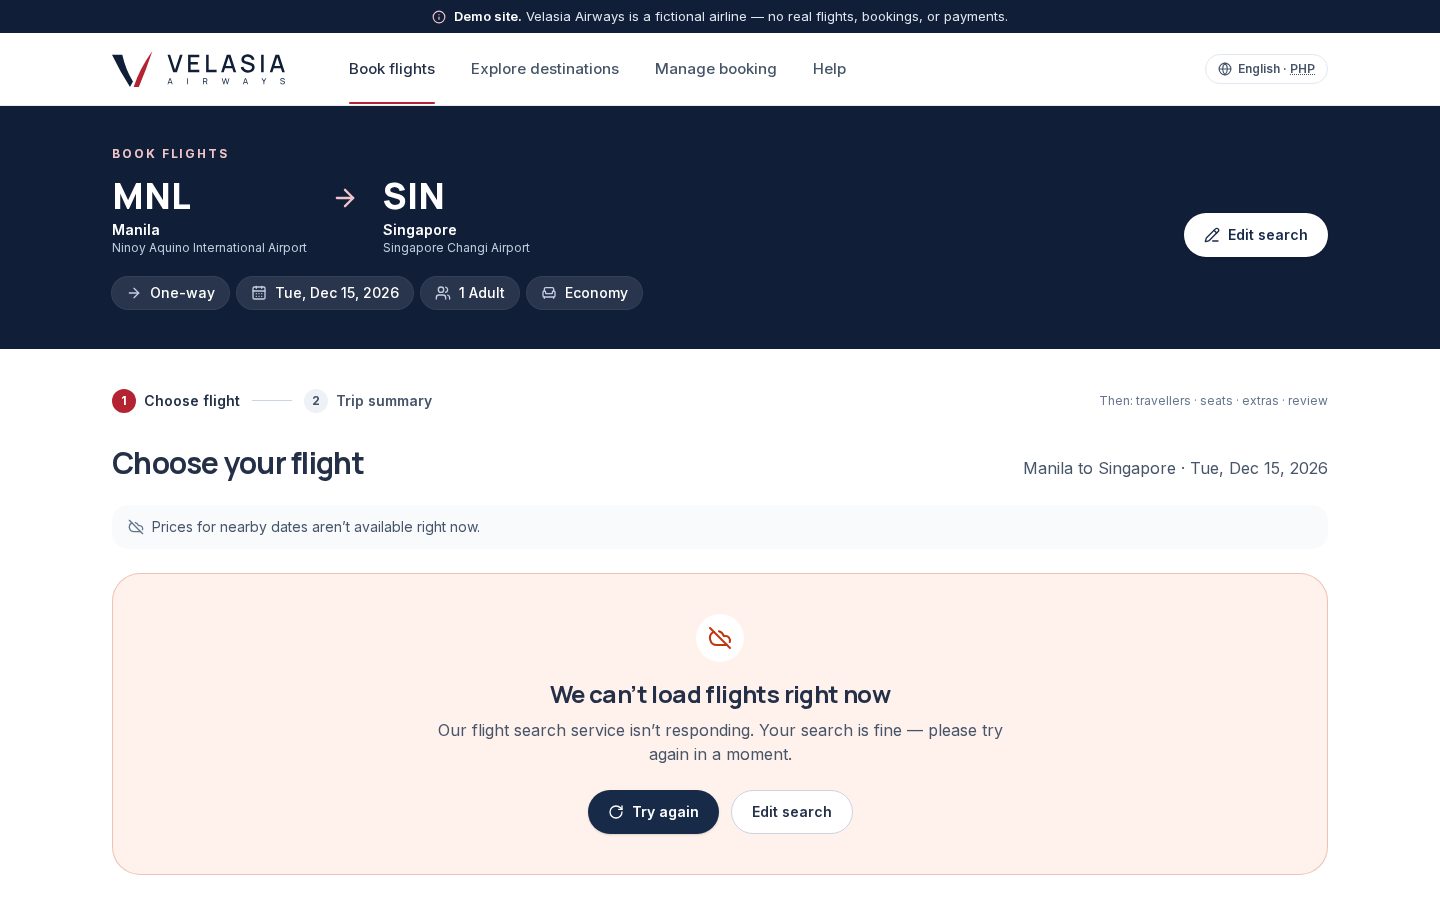 Demo site. Velasia Airways is a fictional airline — no real flights, bookings, or payments.
VELASIA
AIRWAYS
Book flights
Explore destinations
Manage booking
Help
English · PHP
BOOK FLIGHTS
MNL
SIN
Manila
Singapore
Ninoy Aquino International Airport
Singapore Changi Airport
Edit search
One-way
Tue, Dec 15, 2026
1 Adult
Economy
1 Choose flight
2 Trip summary
Then: travellers · seats · extras · review
Choose your flight
Manila to Singapore · Tue, Dec 15, 2026
Prices for nearby dates aren’t available right now.
We can’t load flights right now
Our flight search service isn’t responding. Your search is fine — please try
again in a moment.
Try again
Edit search